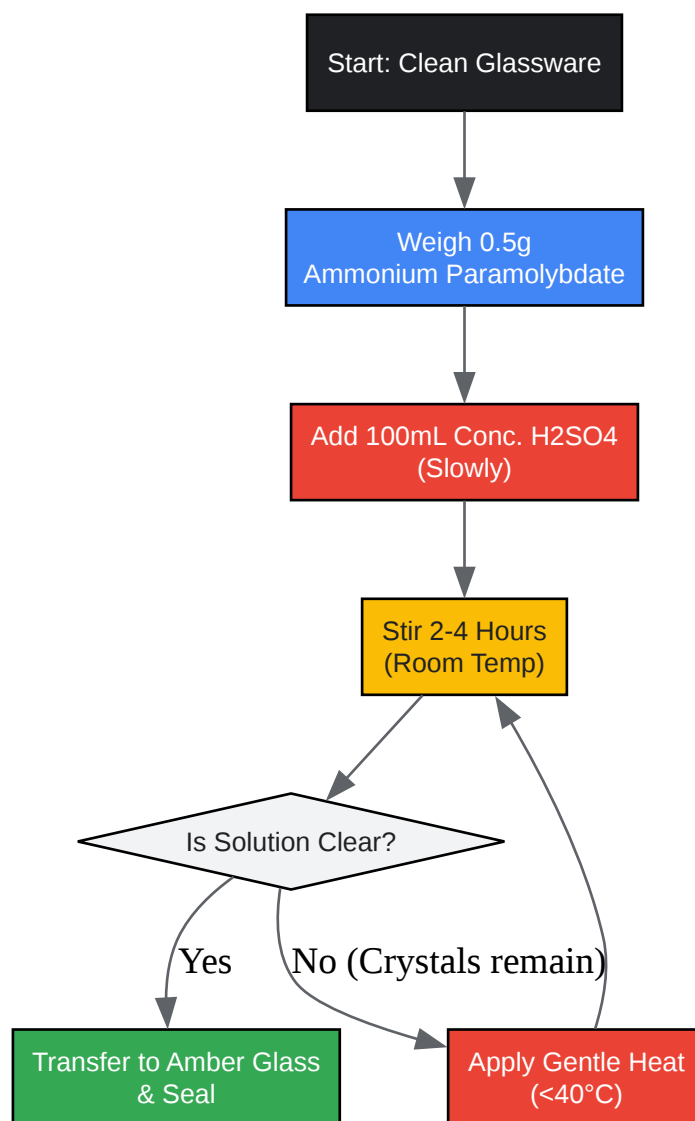 Start: Clean Glassware
Weigh 0.5g
Ammonium Paramolybdate
Add 100mL Conc. H2SO4
(Slowly)
Stir 2-4 Hours
(Room Temp)
Is Solution Clear?
Yes
No (Crystals remain)
Transfer to Amber Glass
& Seal
Apply Gentle Heat
(<40°C)